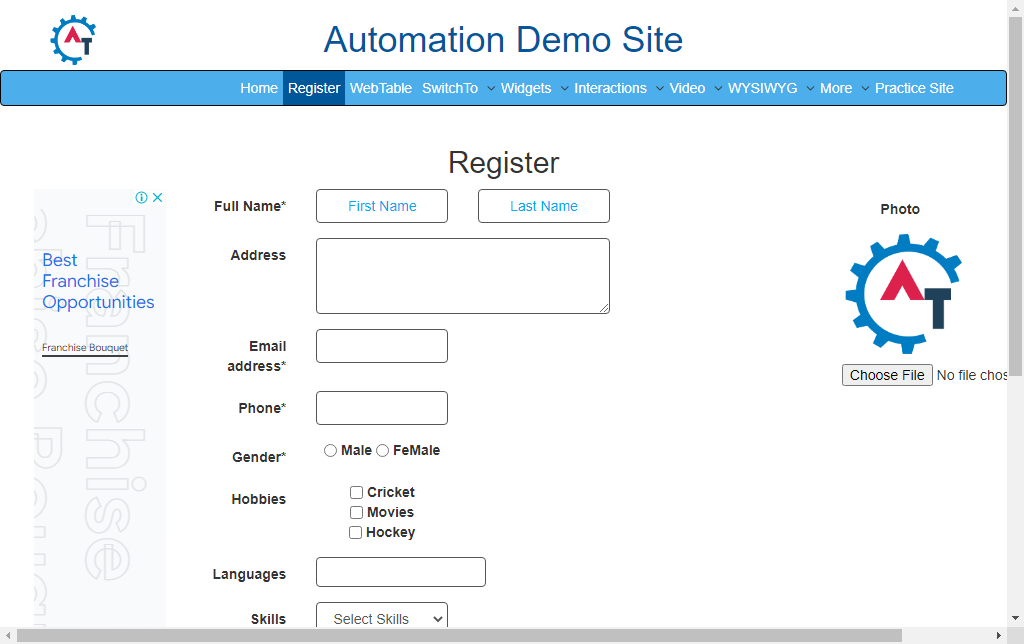 Automation Demo Site
Home Register WebTable SwitchTo Widgets Interactions Video WYSIWYG More Practice Site
Register
Full Name* First Name Last Name
Photo
Address
Best
Franchise
Opportunities
Franchise Bouquet
Email
address*
Choose File No file chos
Phone*
Gender* Male FeMale
Hobbies Cricket
Movies
Hockey
Languages
Skills Select Skills
AT
AT
Franchise